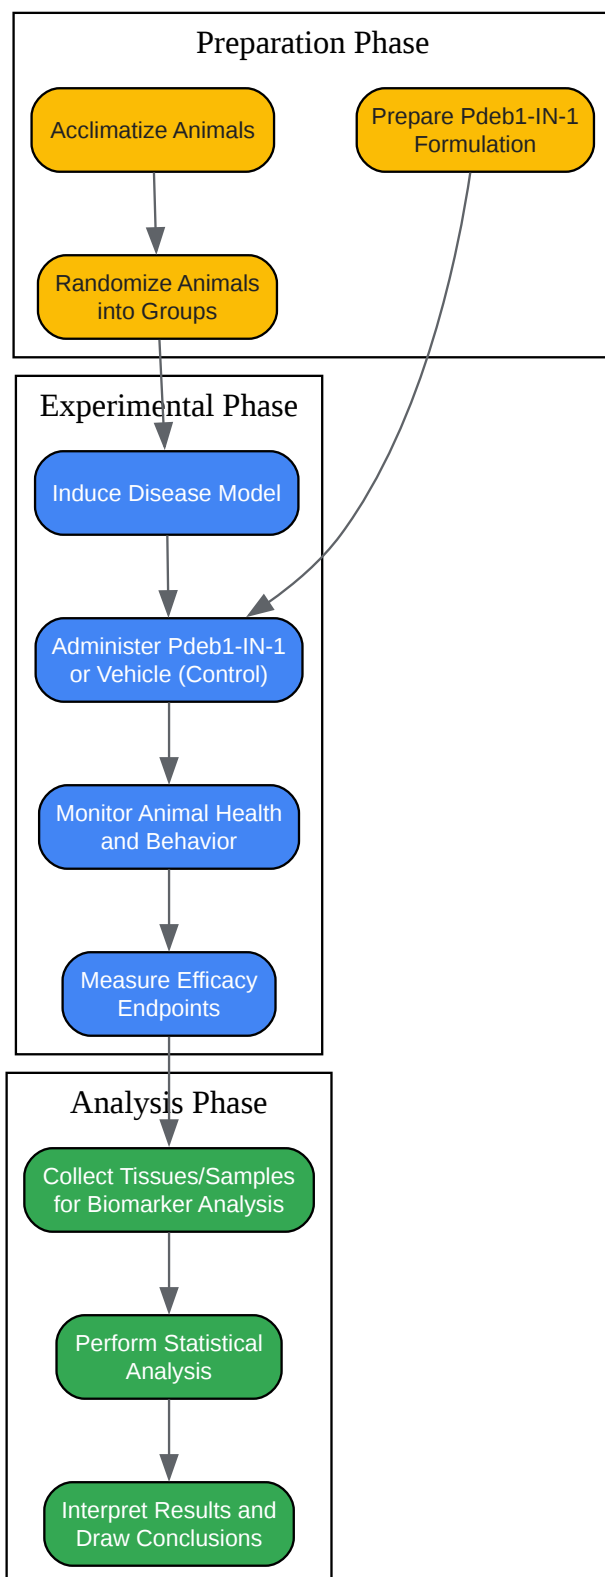 Preparation Phase
Acclimatize Animals
Prepare Pdeb1-IN-1
Formulation
Randomize Animals
into Groups
Experimental Phase
Induce Disease Model
Administer Pdeb1-IN-1
or Vehicle (Control)
Monitor Animal Health
and Behavior
Measure Efficacy
Endpoints
Analysis Phase
Collect Tissues/Samples
for Biomarker Analysis
Perform Statistical
Analysis
Interpret Results and
Draw Conclusions